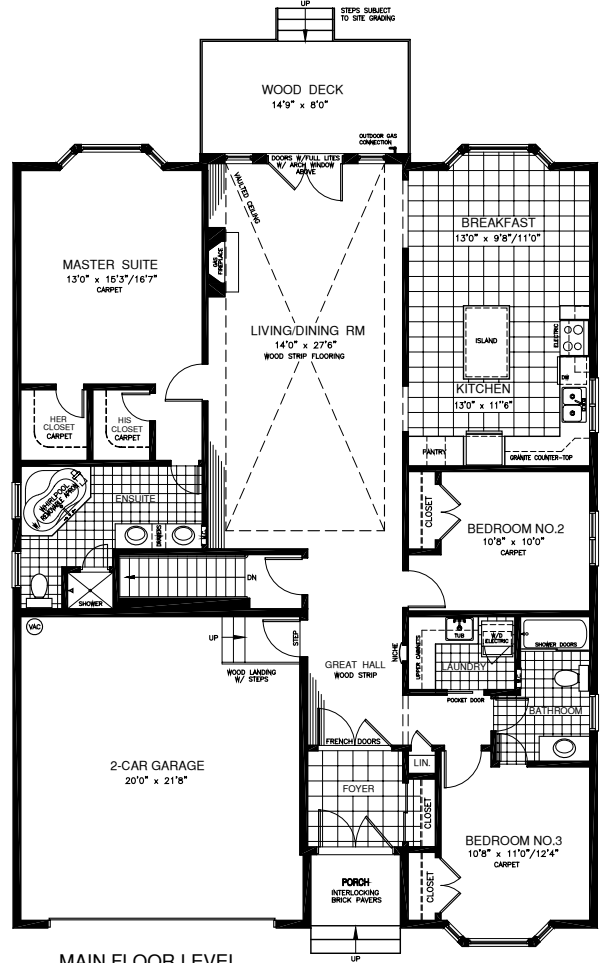 UP
STEPS SUBJECT
TO SITE GRADING
WOOD DECK
14'9" x 8'0"
OUTDOOR GAS
CONNECTION
DOORS W/FULL LITES
W/ ARCH WINDOW
ABOVE
VAULTED CEILING
BREAKFAST
13'0" x 9'8"/11'0"
GAS
FIREPLACE
MASTER SUITE
13'0" x 15'3"/16'7"
CARPET
LIVING/DINING RM
14'0" x 27'6"
WOOD STRIP FLOORING
ISLAND
ELECTRIC
DW
KITCHEN
13'0" x 11'6"
HER
CLOSET
CARPET
HIS
CLOSET
CARPET
PANTRY
GRANITE COUNTER-TOP
WHIRLPOOL
W/ REMOVABLE APRON
ENSUITE
DRAWERS
CLOSET
BEDROOM NO.2
10'8" x 10'0"
CARPET
DN
SHOWER
VAC
UP
STEP
WOOD LANDING
W/ STEPS
NICHE
UPPER CABINETS
TUB
W/D
ELECTRIC
SHOWER DOORS
LAUNDRY
GREAT HALL
WOOD STRIP
POCKET DOOR
BATHROOM
FRENCH DOORS
LIN.
2-CAR GARAGE
20'0" x 21'8"
FOYER
CLOSET
BEDROOM NO.3
10'8" x 11'0"/12'4"
CARPET
PORCH
INTERLOCKING
BRICK PAVERS
CLOSET
UP
MAIN FLOOR LEVEL